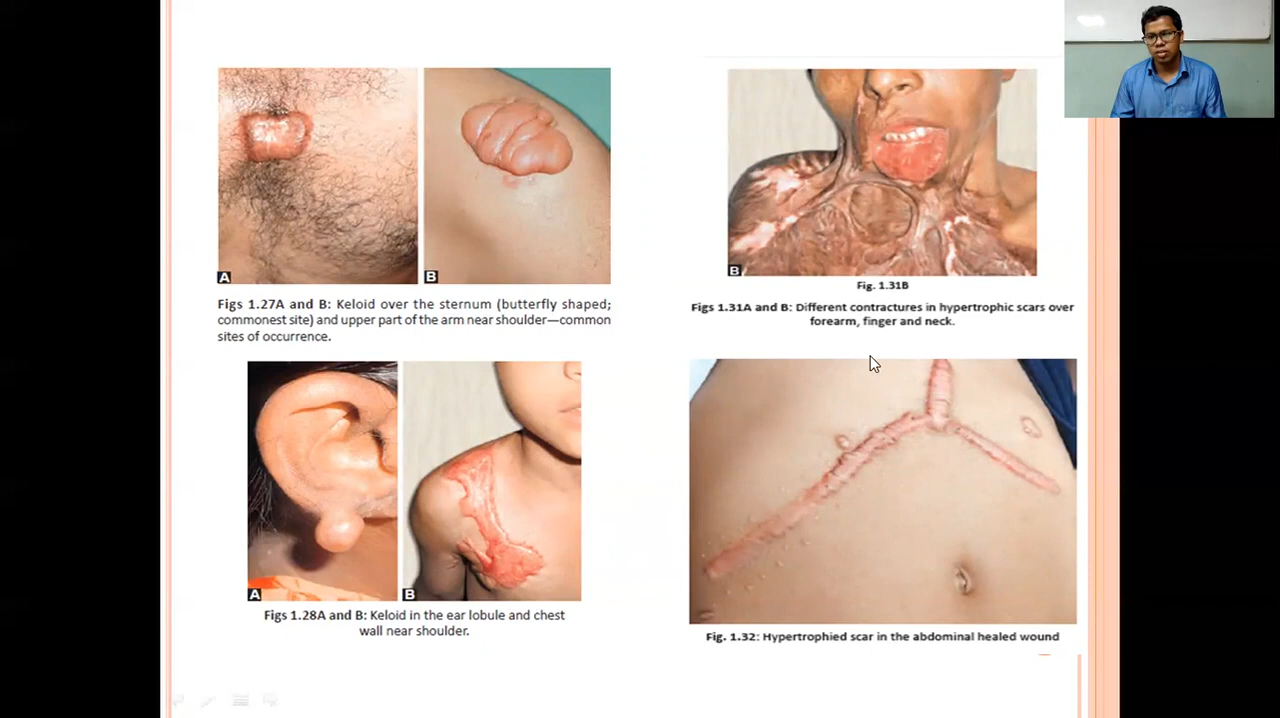 A
B
Figs 1.27A and B: Keloid over the sternum (butterfly shaped;
commonest site) and upper part of the arm near shoulder—common
sites of occurrence.
A
B
Figs 1.28A and B: Keloid in the ear lobule and chest
wall near shoulder.
B
Fig. 1.31B
Figs 1.31A and B: Different contractures in hypertrophic scars over
forearm, finger and neck.
Fig. 1.32: Hypertrophied scar in the abdominal healed wound